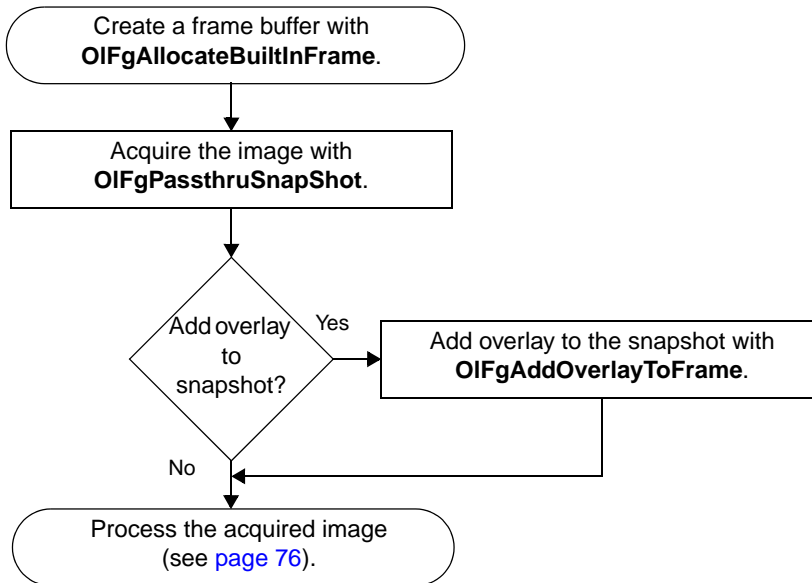 Create a frame buffer with
OlFgAllocateBuiltInFrame.
Acquire the image with
OlFgPassthruSnapShot.
Add overlay
to
snapshot?
Yes
Add overlay to the snapshot with
OlFgAddOverlayToFrame.
No
Process the acquired image
(see page 76).